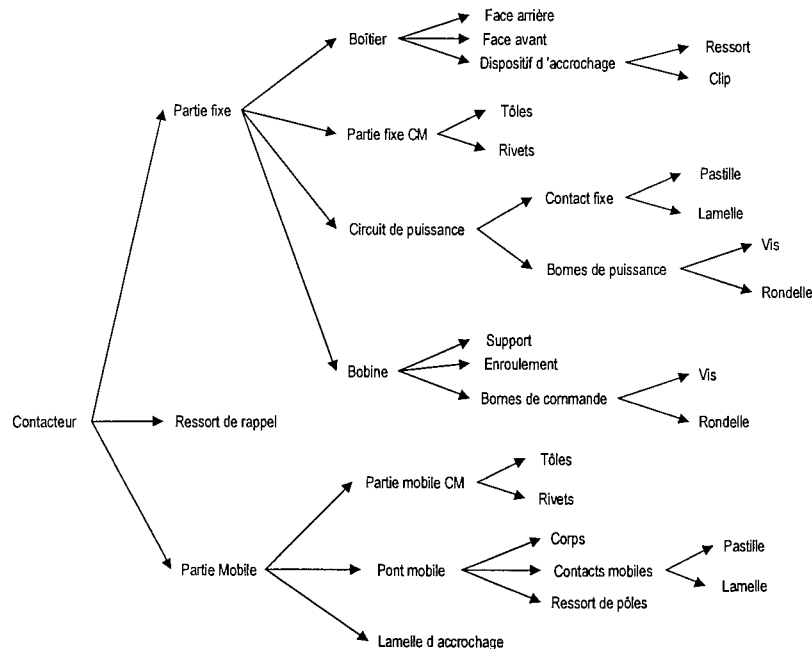 Face arrière
Boîtier
Face avant
Ressort
Dispositif d 'accrochage
Clip
Partie fixe
Tôles
Partie fixe CM
Rivets
Pastille
Contact fixe
Lamelle
Circuit de puissance
Vis
Bornes de puissance
Rondelle
Support
Enroulement
Bobine
Vis
Bornes de commande
Contacteur
Ressort de rappel
Rondelle
Tôles
Partie mobile CM
Rivets
Corps
Pastille
Partie Mobile
Pont mobile
Contacts mobiles
Lamelle
Ressort de pôles
Lamelle d accrochage